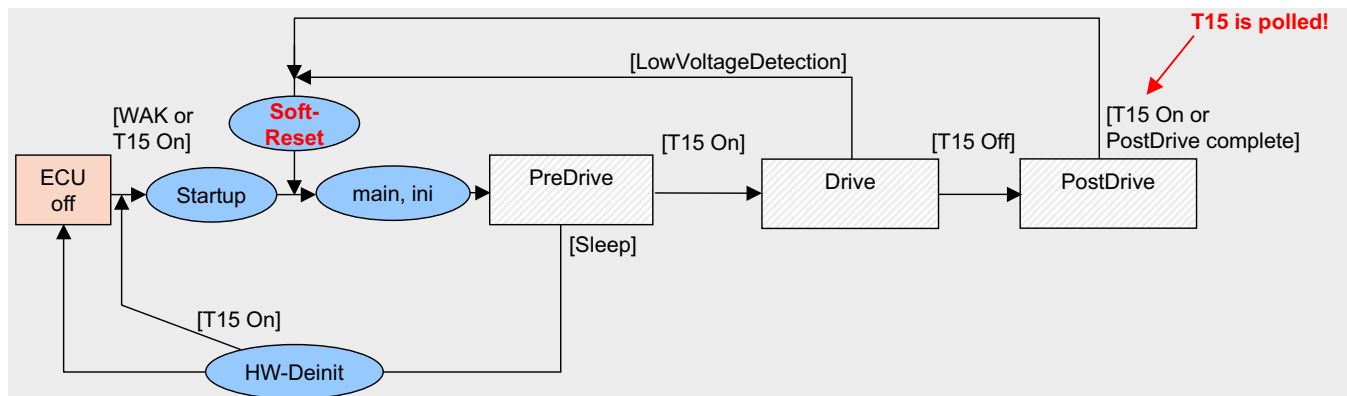 T15 is polled!
[LowVoltageDetection]
[WAK or
T15 On]
Soft-
Reset
[T15 On or
PostDrive complete]
[T15 On]
[T15 Off]
ECU
off
Startup
main, ini
PreDrive
Drive
PostDrive
[Sleep]
[T15 On]
HW-Deinit